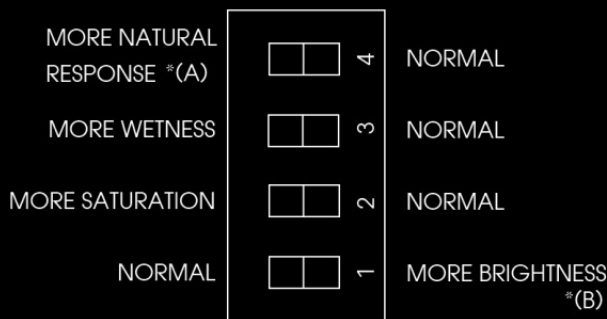 MORE NATURAL
RESPONSE *(A)
4
NORMAL
MORE WETNESS
3
NORMAL
MORE SATURATION
2
NORMAL
NORMAL
1
MORE BRIGHTNESS
*(B)